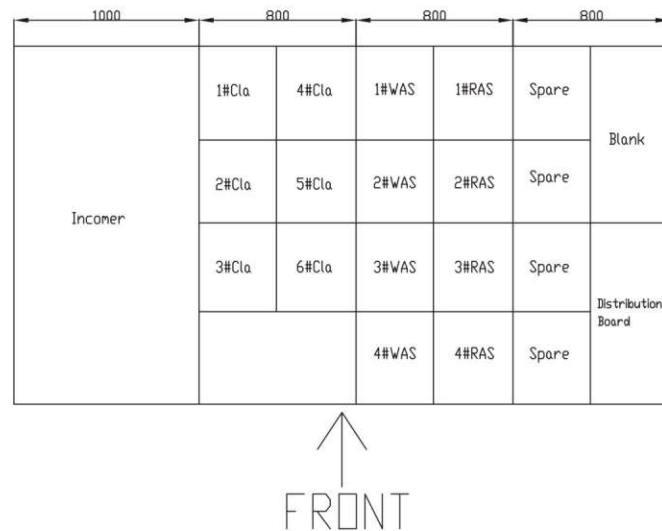 1000 800 800 800
1#Cla 4#Cla 1#WAS 1#RAS Spare
Blank
2#Cla 5#Cla 2#WAS 2#RAS Spare
Incomer
3#Cla 6#Cla 3#WAS 3#RAS Spare
Distribution
Board
4#WAS 4#RAS Spare
FRONT